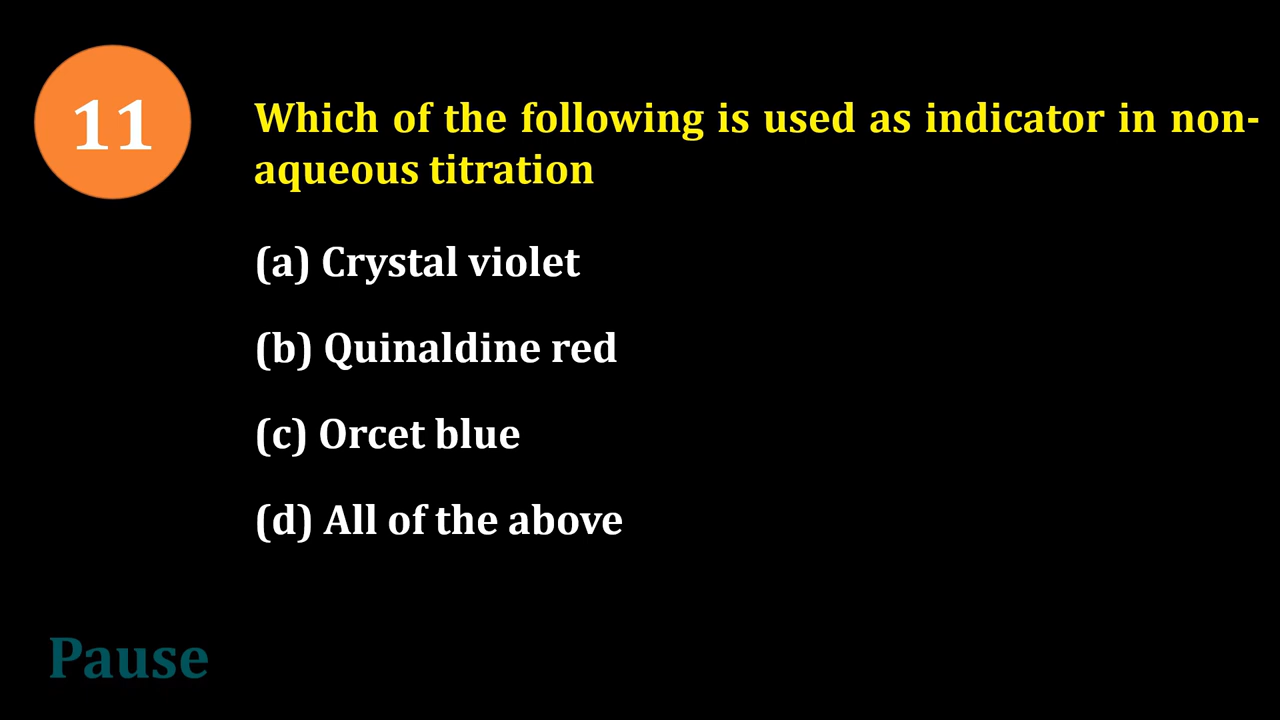 11
Which of the following is used as indicator in non-
aqueous titration
(a) Crystal violet
(b) Quinaldine red
(c) Orcet blue
(d) All of the above
Pause